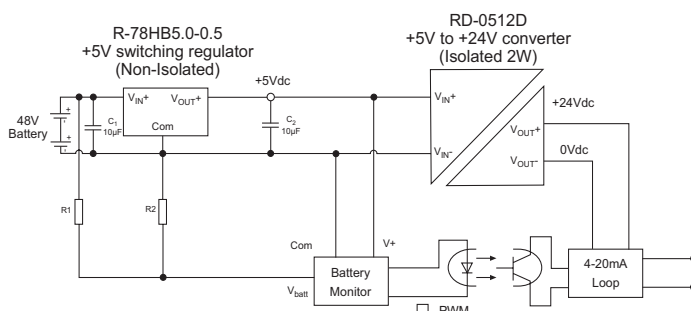 R-78HB5.0-0.5
+5V switching regulator
(Non-Isolated)
RD-0512D
+5V to +24V converter
(Isolated 2W)
+5Vdc
VIN+
VOUT+
Com
48V
Battery
+
-
+
-
C1
10µF
C2
10µF
VIN+
VIN-
VOUT+
VOUT-
+24Vdc
0Vdc
R1
R2
Com
V+
Vbatt
Battery
Monitor
PWM
4-20mA
Loop